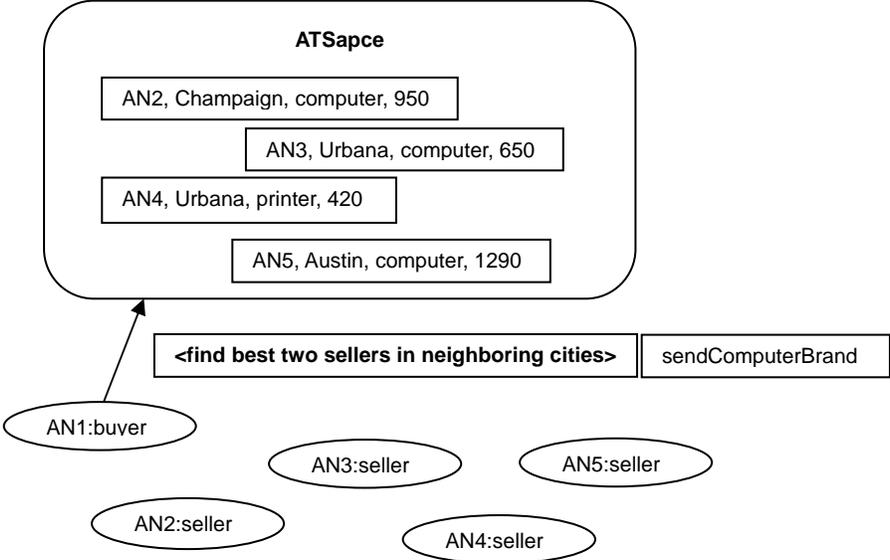 ATSapce
AN2, Champaign, computer, 950
AN3, Urbana, computer, 650
AN4, Urbana, printer, 420
AN5, Austin, computer, 1290
<find best two sellers in neighboring cities> sendComputerBrand
AN1:buyer
AN3:seller
AN5:seller
AN2:seller
AN4:seller